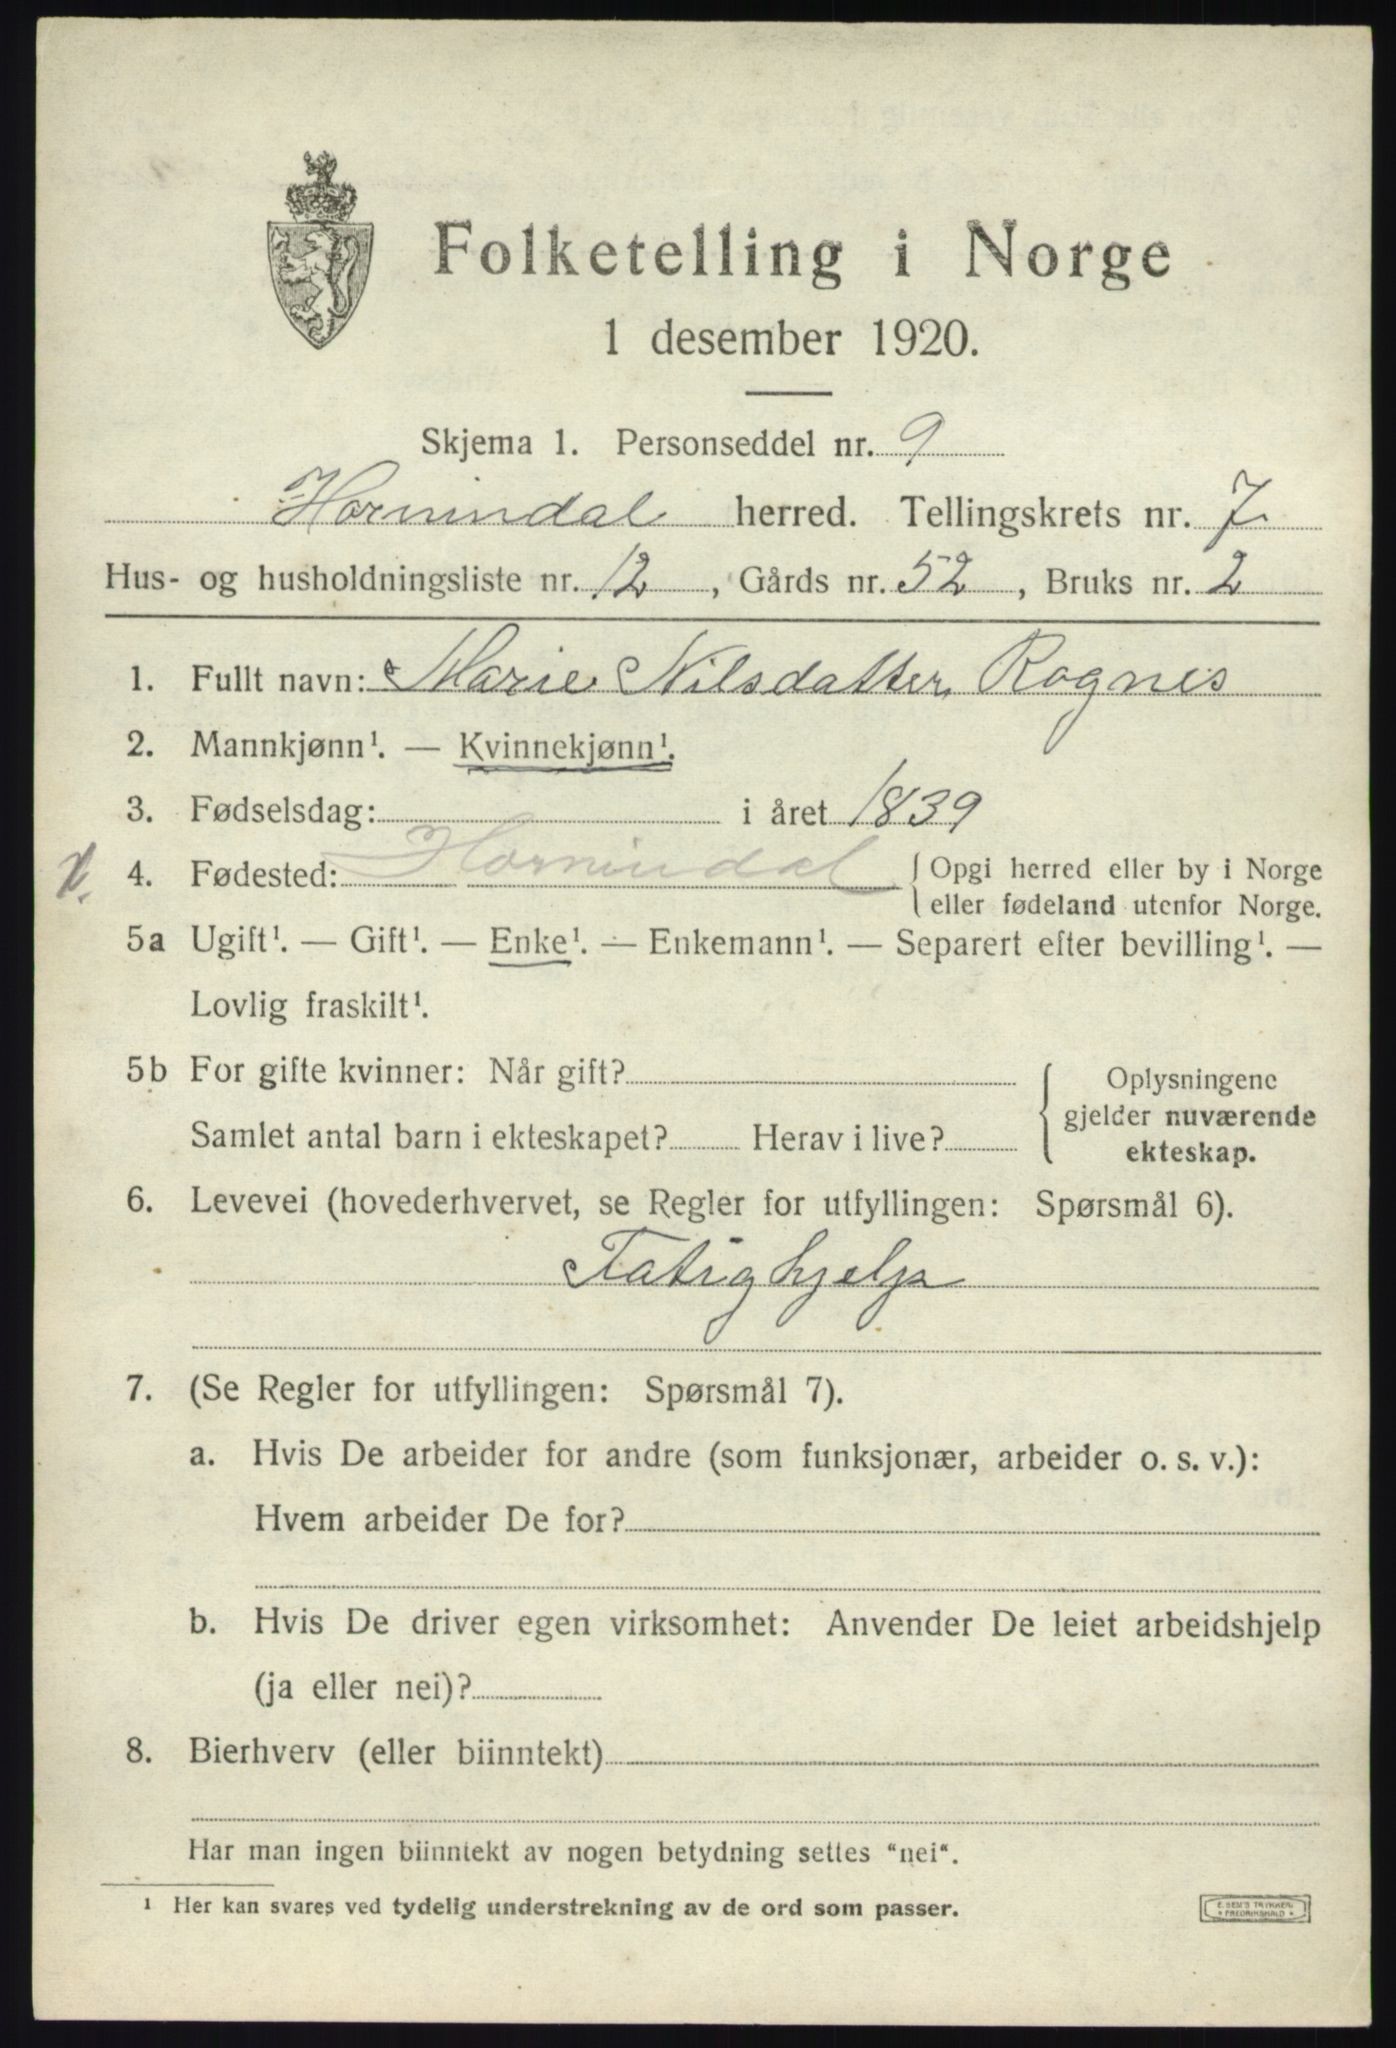 Folketelling i Norge
1 desember 1920.
Skjema 1. Personseddel nr. 9
Hornindal herred. Tellingskrets nr. 7
Hus- og husholdningsliste nr. 12, Gårds nr. 52, Bruks nr. 2
1. Fullt navn: Marie Nilsdatter Rognes
2. Mannkjønn¹. — Kvinnekjønn¹.
3. Fødselsdag: i året 1839
4. Fødested: Hornindal { Opgi herred eller by i Norge
eller fødeland utenfor Norge.
5a Ugift¹. — Gift¹. — Enke¹. — Enkemann¹. — Separert efter bevilling¹. —
Lovlig fraskilt¹.
5b For gifte kvinner: Når gift?
Samlet antal barn i ekteskapet? Herav i live?
Oplysningene
gjelder nuværende
ekteskap.
6. Levevei (hovederhvervet, se Regler for utfyllingen: Spørsmål 6).
Fatighjelp
7. (Se Regler for utfyllingen: Spørsmål 7).
a. Hvis De arbeider for andre (som funksjonær, arbeider o. s. v.):
Hvem arbeider De for?
b. Hvis De driver egen virksomhet: Anvender De leiet arbeidshjelp
(ja eller nei)?
8. Bierhverv (eller biinntekt)
Har man ingen biinntekt av nogen betydning settes "nei".
¹ Her kan svares ved tydelig understrekning av de ord som passer.
E. SEM'S TRYKKERI
FREDRIKSHALD